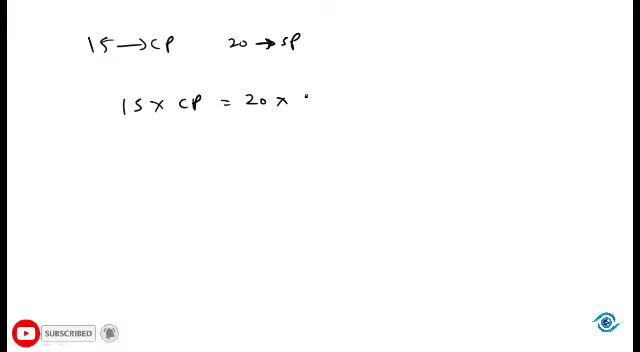 15 → CP 20 → SP
15 × CP = 20 ×
SUBSCRIBED